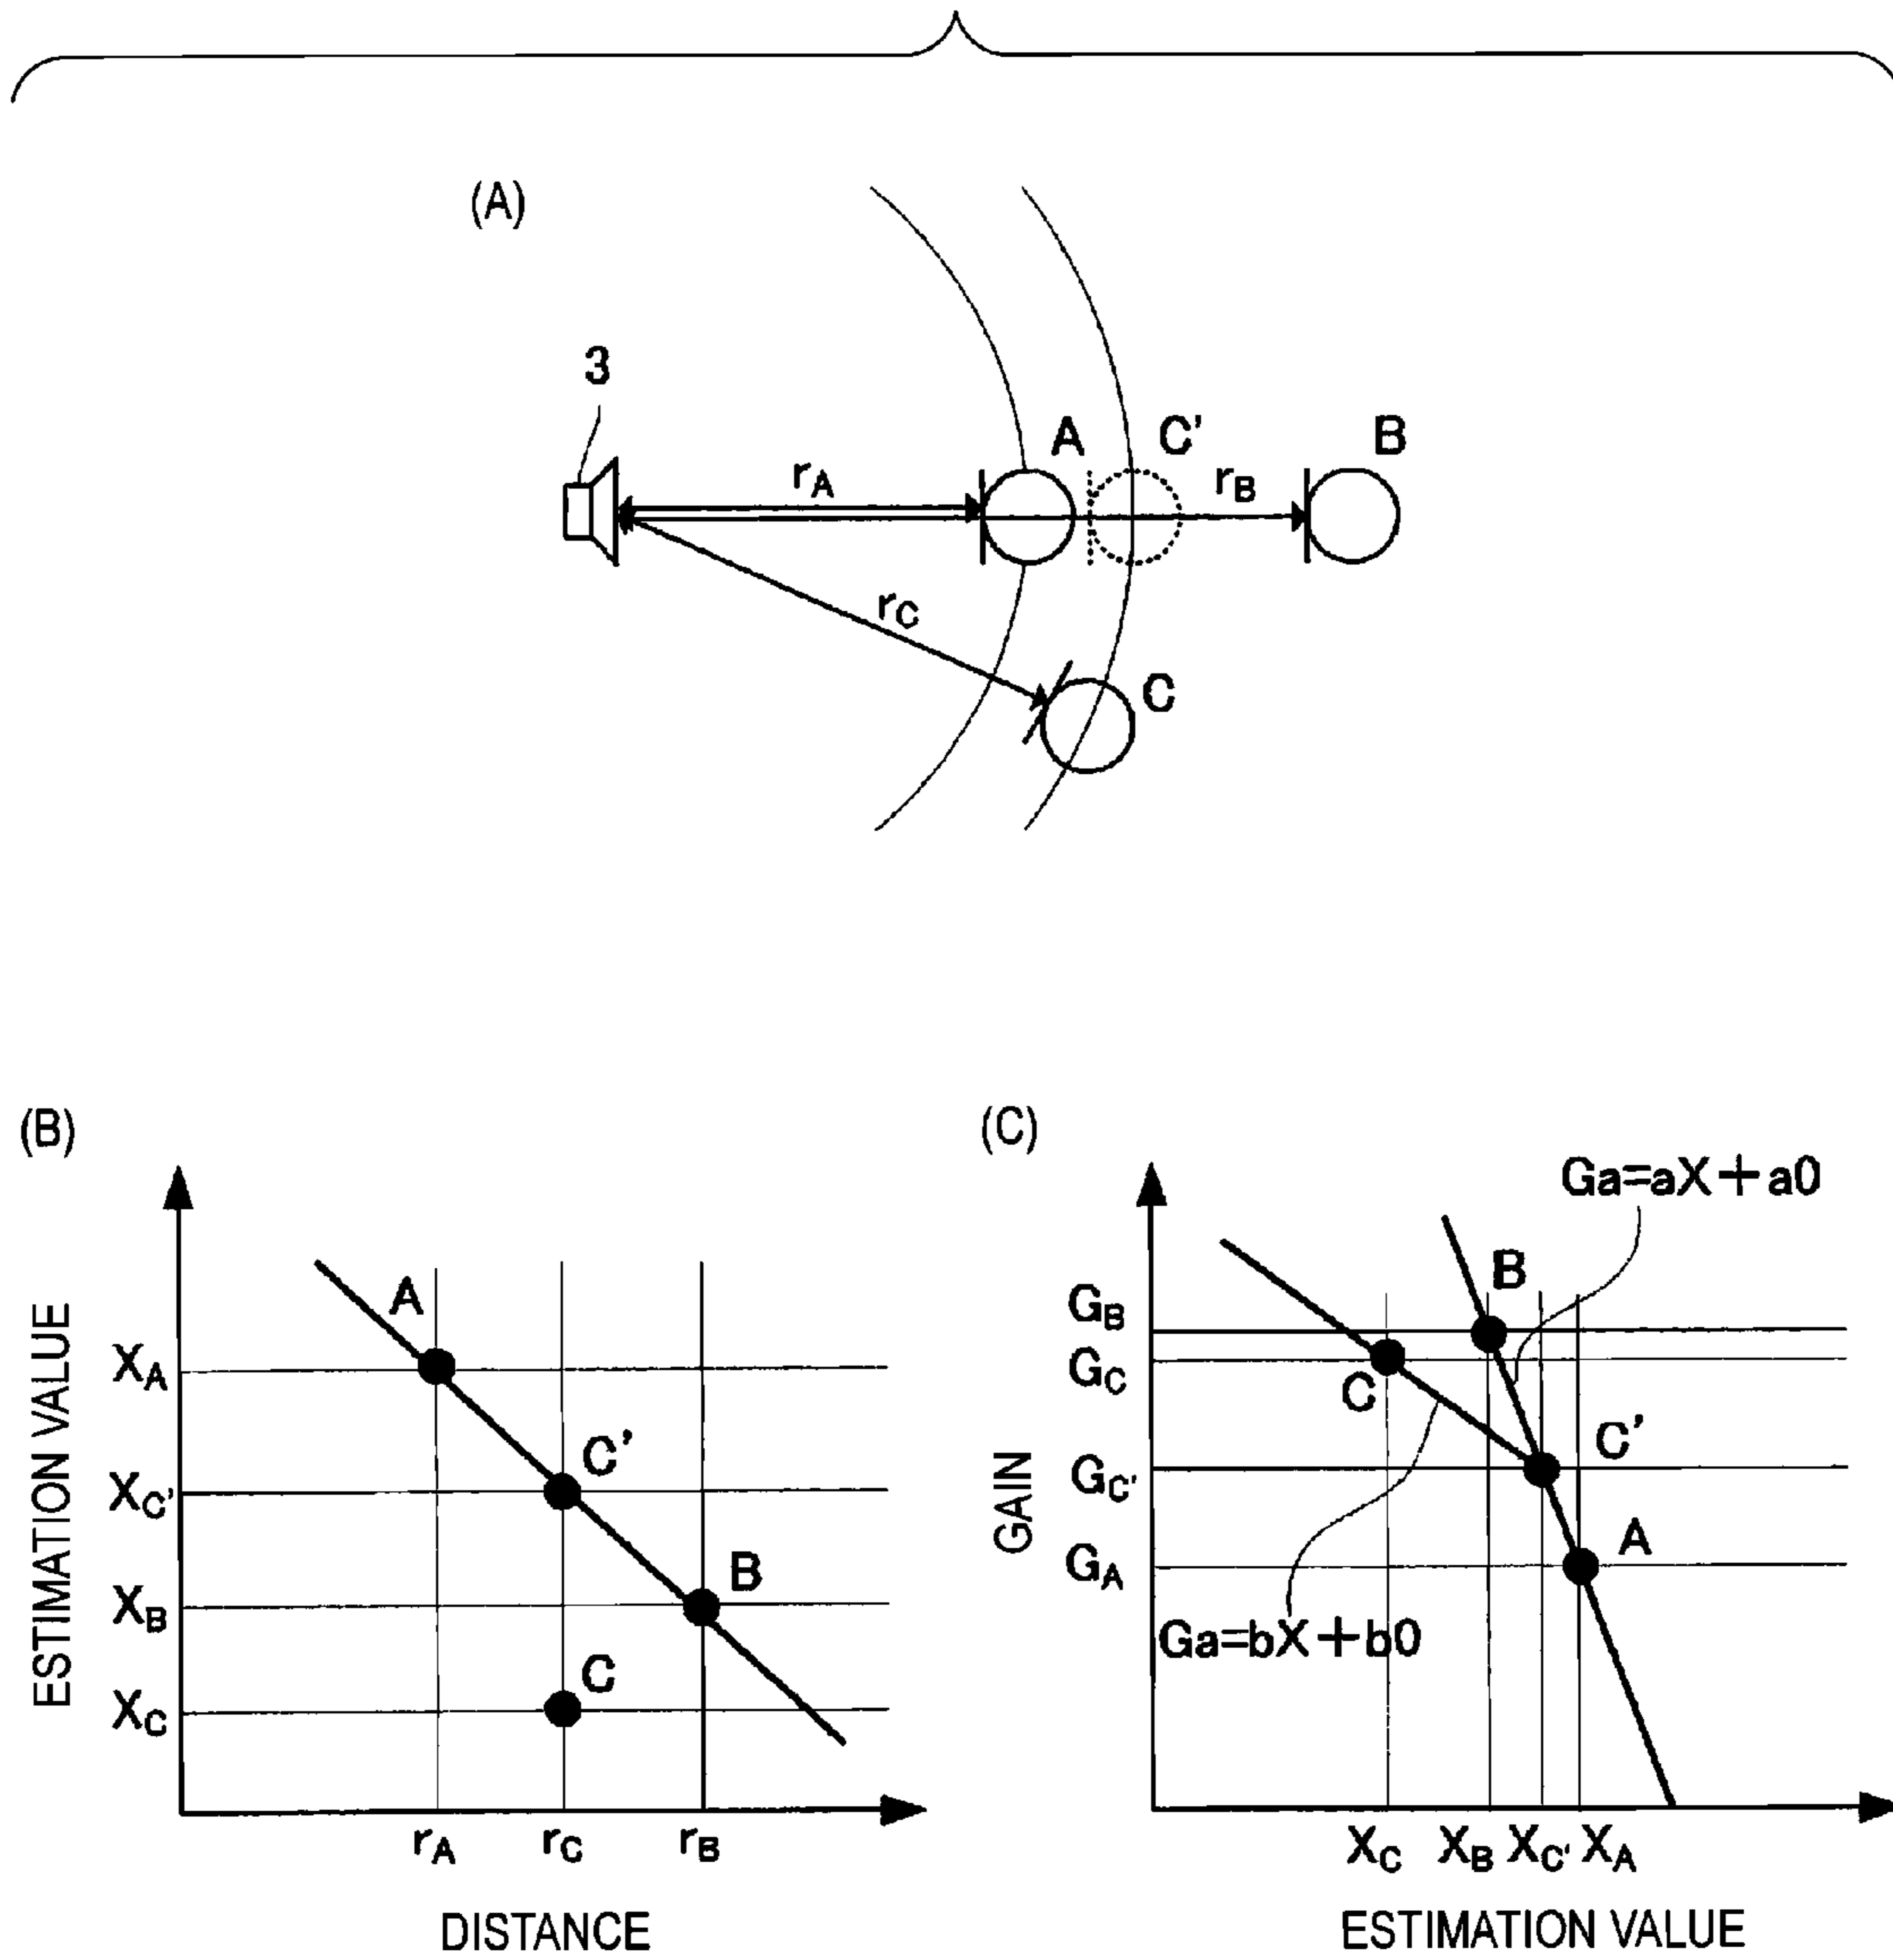 (A)
3
A
C'
B
rA
rB
rC
C
(B)
ESTIMATION VALUE
XA
XC'
XB
XC
A
C'
B
C
rA
rC
rB
DISTANCE
(C)
Ga=aX+a0
GAIN
GB
GC
GC'
GA
B
C
C'
A
Ga=bX+b0
XC
XB
XC'
XA
ESTIMATION VALUE